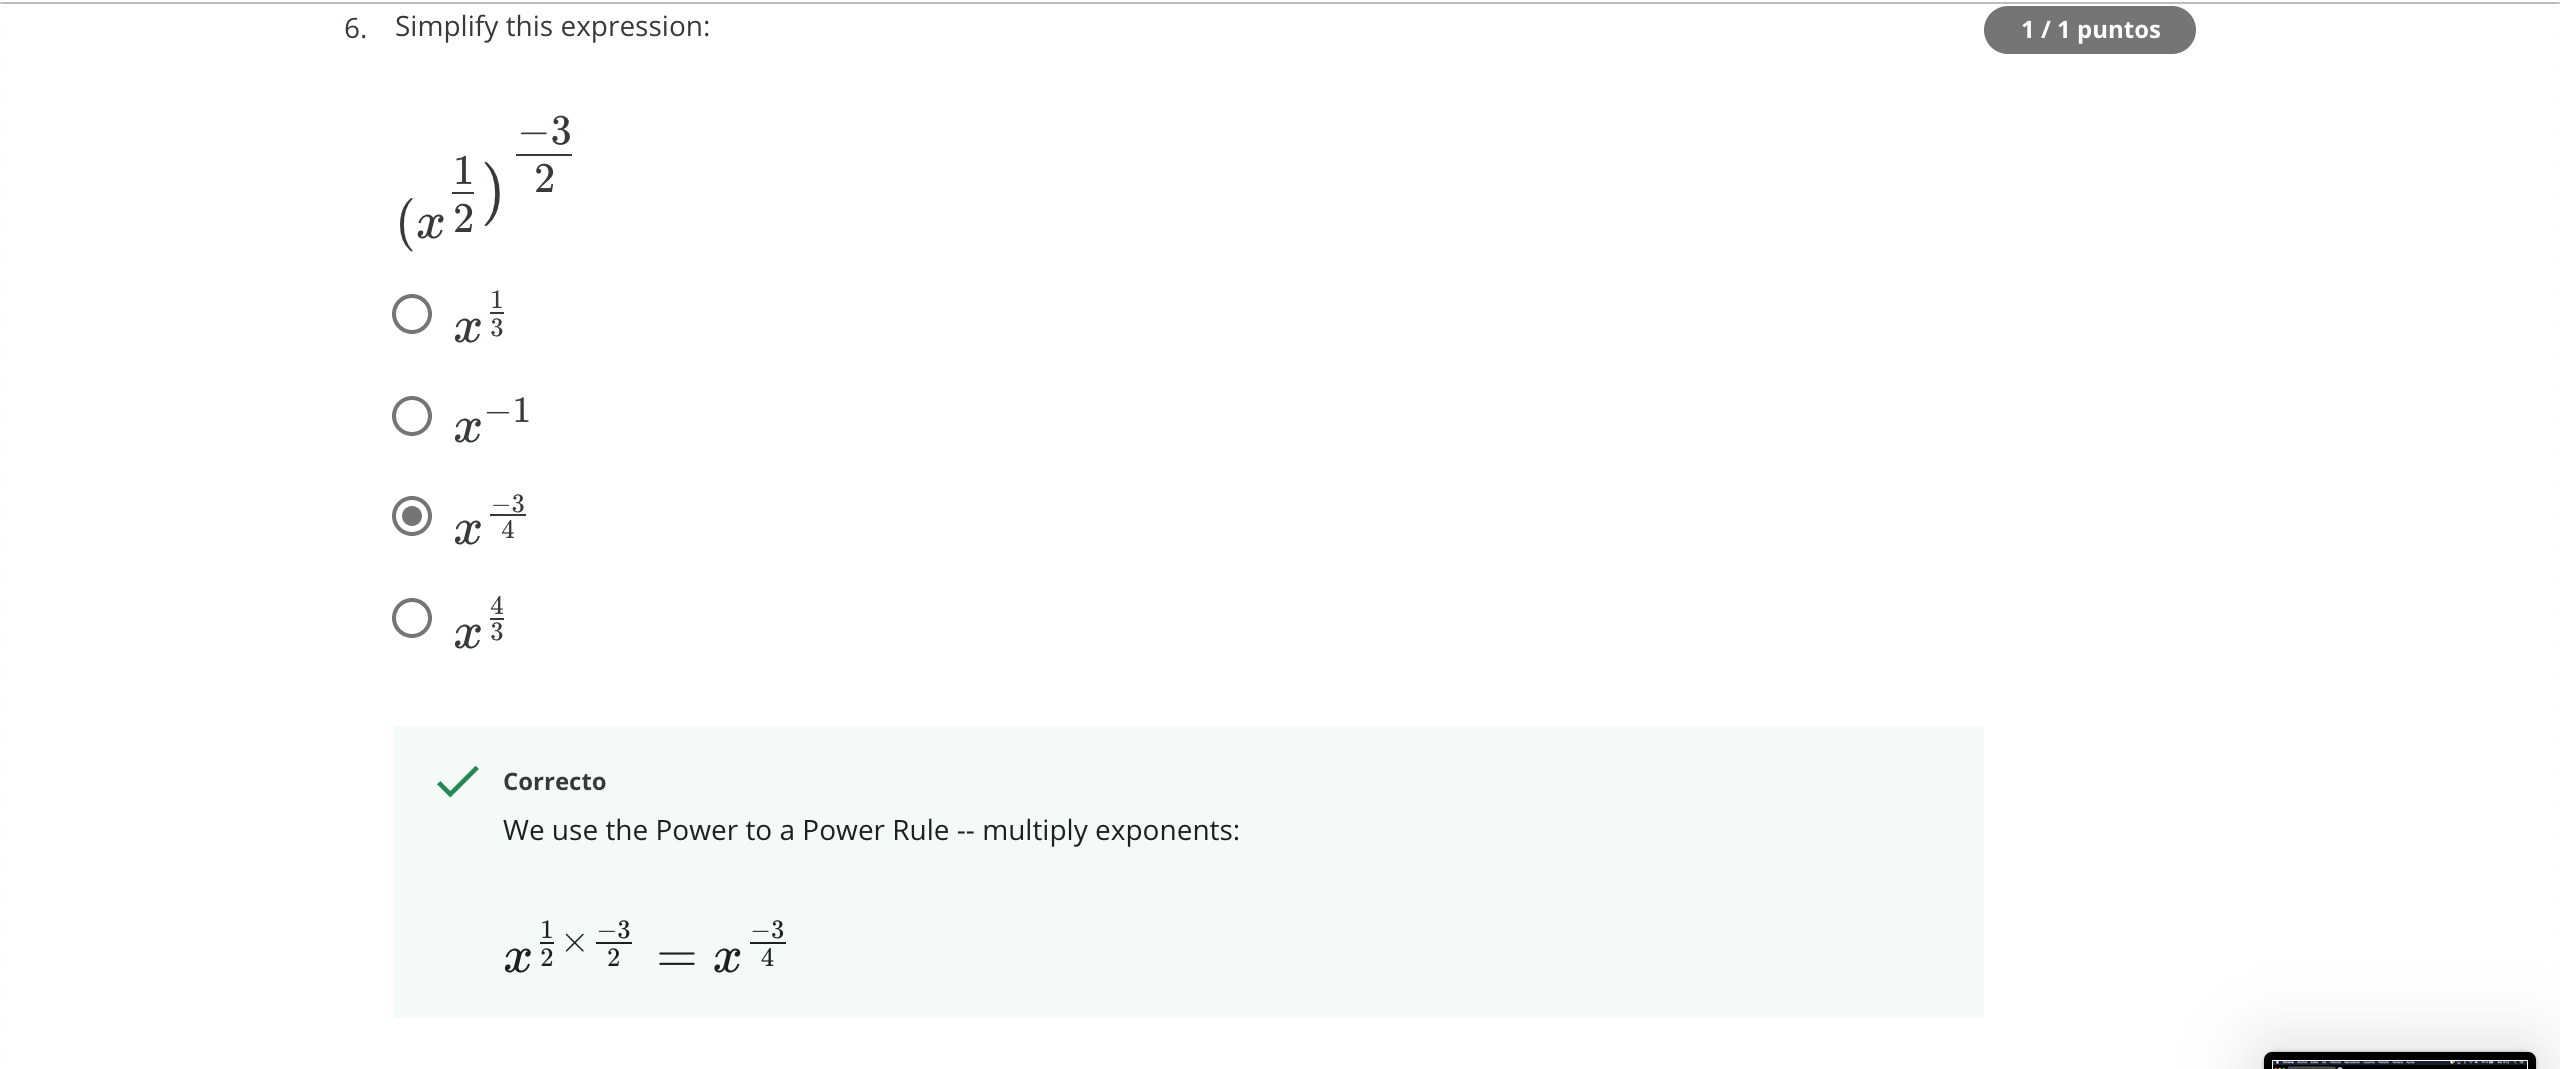 6. Simplify this expression:
1 / 1 puntos
(x^{\frac{1}{2}})^{\frac{-3}{2}}
x^{\frac{1}{3}}
x^{-1}
x^{\frac{-3}{4}}
x^{\frac{4}{3}}
Correcto
We use the Power to a Power Rule -- multiply exponents:
x^{\frac{1}{2} \times \frac{-3}{2}} = x^{\frac{-3}{4}}